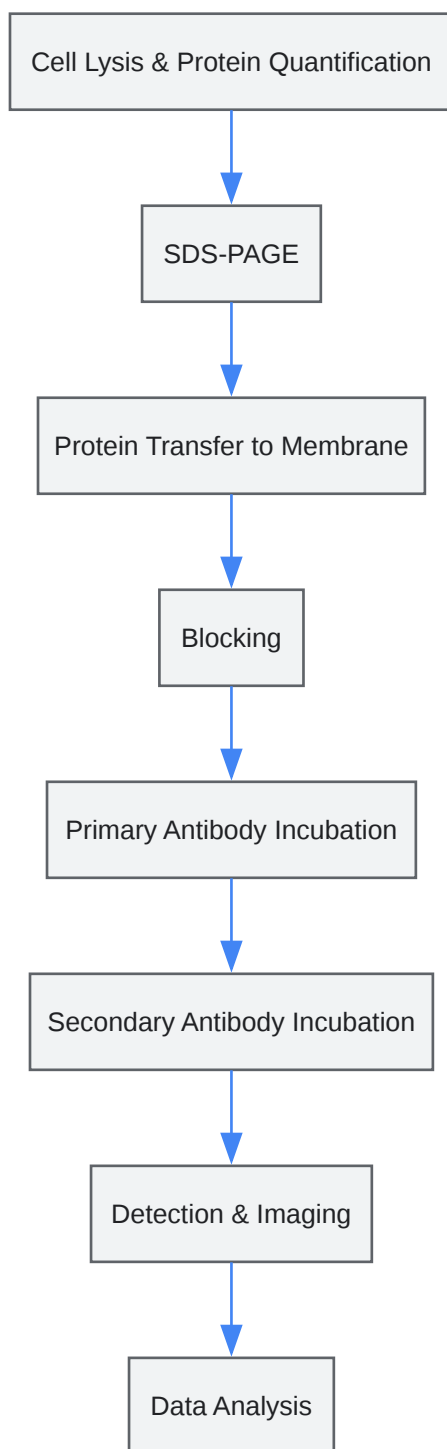 Cell Lysis & Protein Quantification
SDS-PAGE
Protein Transfer to Membrane
Blocking
Primary Antibody Incubation
Secondary Antibody Incubation
Detection & Imaging
Data Analysis